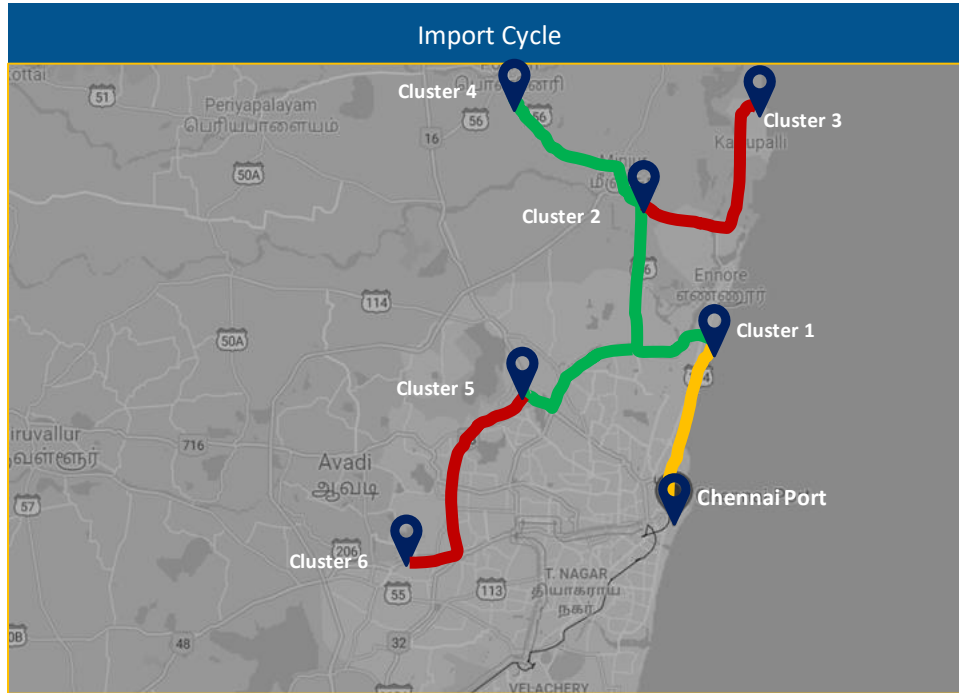 Import Cycle
51
Periyapalayam
பெரியபாளையம்
Cluster 4
56
56
16
Cluster 3
50A
Cluster 2
Ennore
எண்ணூர்
114
Cluster 1
50A
Cluster 5
716
Avadi
ஆவடி
57
Chennai Port
206
Cluster 6
T. NAGAR
தியாகராய
நகர்
55
113
32
48
VELACHERY